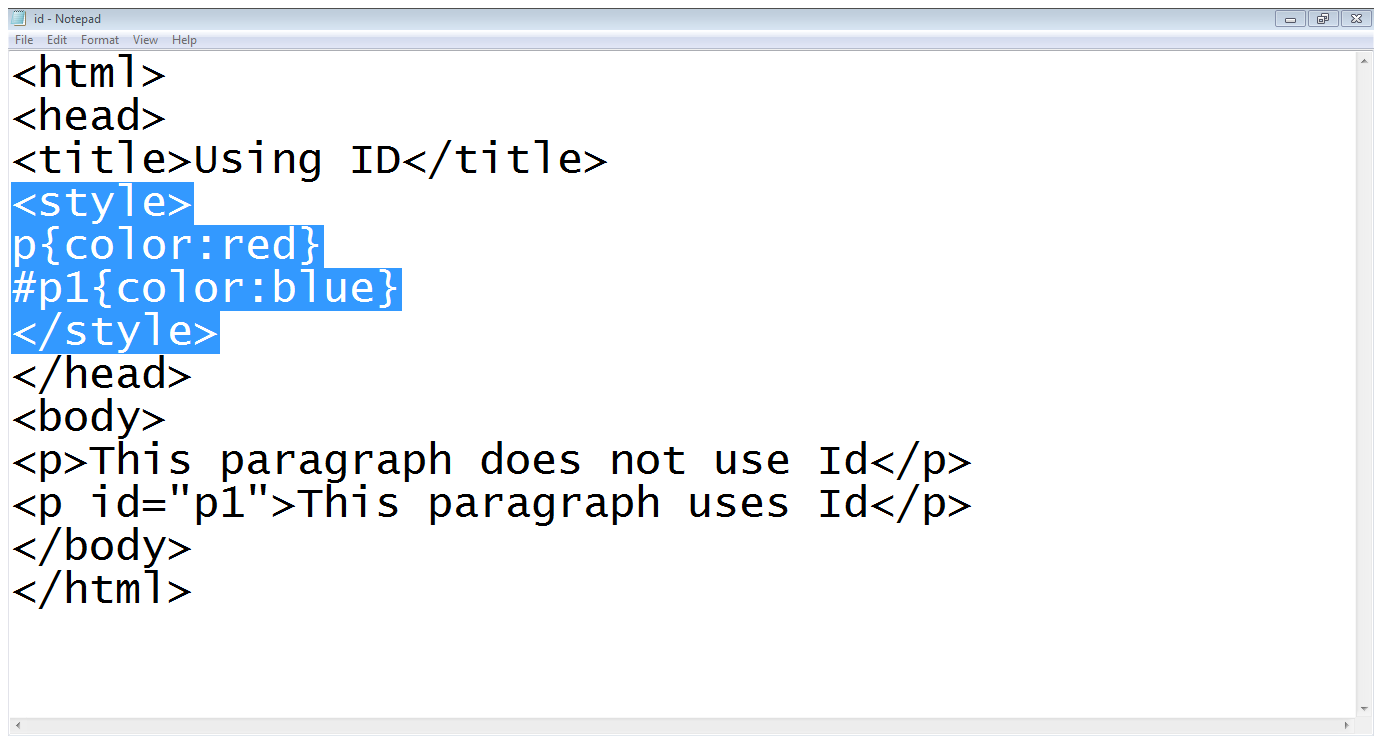 id - Notepad
File Edit Format View Help
<html>
<head>
<title>Using ID</title>
<style>
p{color:red}
#p1{color:blue}
</style>
</head>
<body>
<p>This paragraph does not use Id</p>
<p id="p1">This paragraph uses Id</p>
</body>
</html>